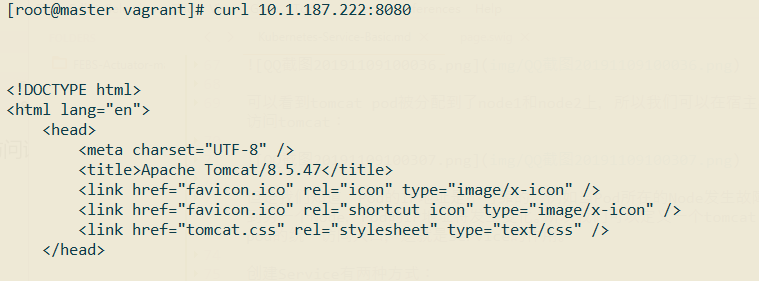 [root@master vagrant]# curl 10.1.187.222:8080
<!DOCTYPE html>
<html lang="en">
<head>
<meta charset="UTF-8" />
<title>Apache Tomcat/8.5.47</title>
<link href="favicon.ico" rel="icon" type="image/x-icon" />
<link href="favicon.ico" rel="shortcut icon" type="image/x-icon" />
<link href="tomcat.css" rel="stylesheet" type="text/css" />
</head>